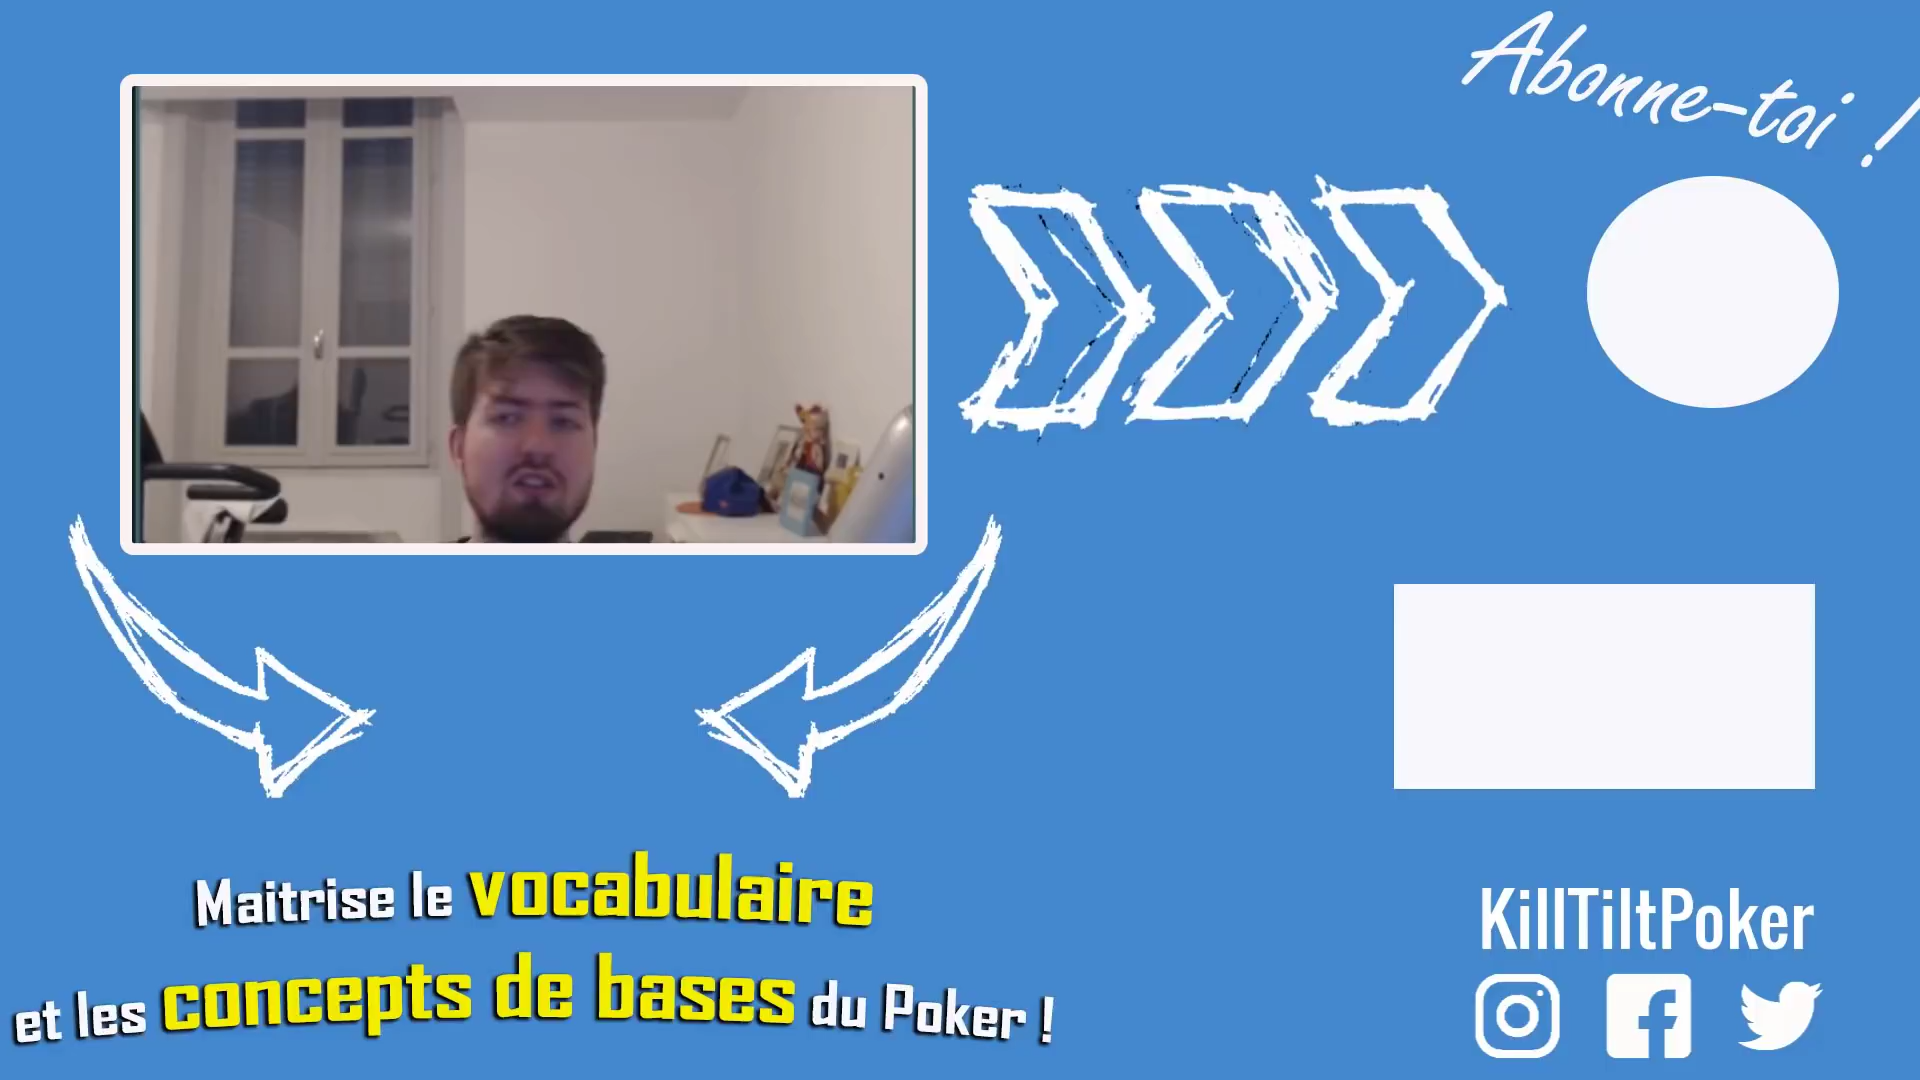 Abonne-toi !
Maitrise le vocabulaire
et les concepts de bases du Poker !
KillTiltPoker